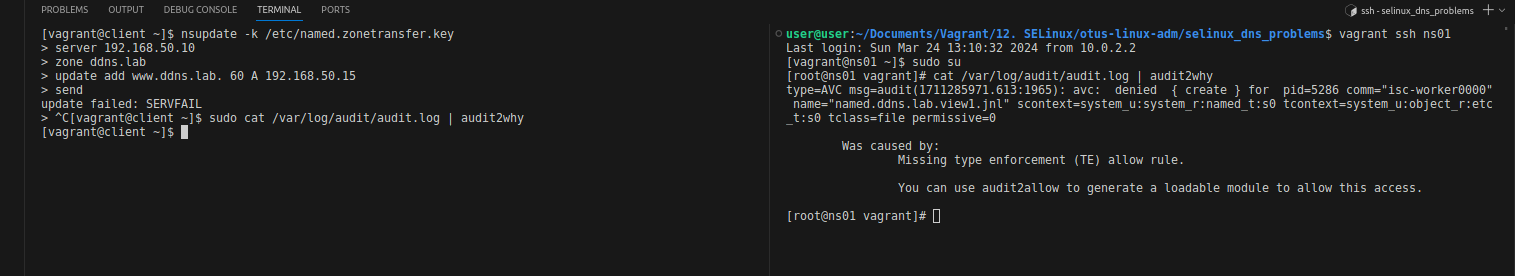 PROBLEMS OUTPUT DEBUG CONSOLE TERMINAL PORTS
ssh - selinux_dns_problems
[vagrant@client ~]$ nsupdate -k /etc/named.zonetransfer.key
> server 192.168.50.10
> zone ddns.lab
> update add www.ddns.lab. 60 A 192.168.50.15
> send
update failed: SERVFAIL
> ^C[vagrant@client ~]$ sudo cat /var/log/audit/audit.log | audit2why
[vagrant@client ~]$
user@user:~/Documents/Vagrant/12. SELinux/otus-linux-adm/selinux_dns_problems$ vagrant ssh ns01
Last login: Sun Mar 24 13:10:32 2024 from 10.0.2.2
[vagrant@ns01 ~]$ sudo su
[root@ns01 vagrant]# cat /var/log/audit/audit.log | audit2why
type=AVC msg=audit(1711285971.613:1965): avc:  denied  { create } for  pid=5286 comm="isc-worker0000"
name="named.ddns.lab.view1.jnl" scontext=system_u:system_r:named_t:s0 tcontext=system_u:object_r:etc
_t:s0 tclass=file permissive=0
Was caused by:
Missing type enforcement (TE) allow rule.
You can use audit2allow to generate a loadable module to allow this access.
[root@ns01 vagrant]#